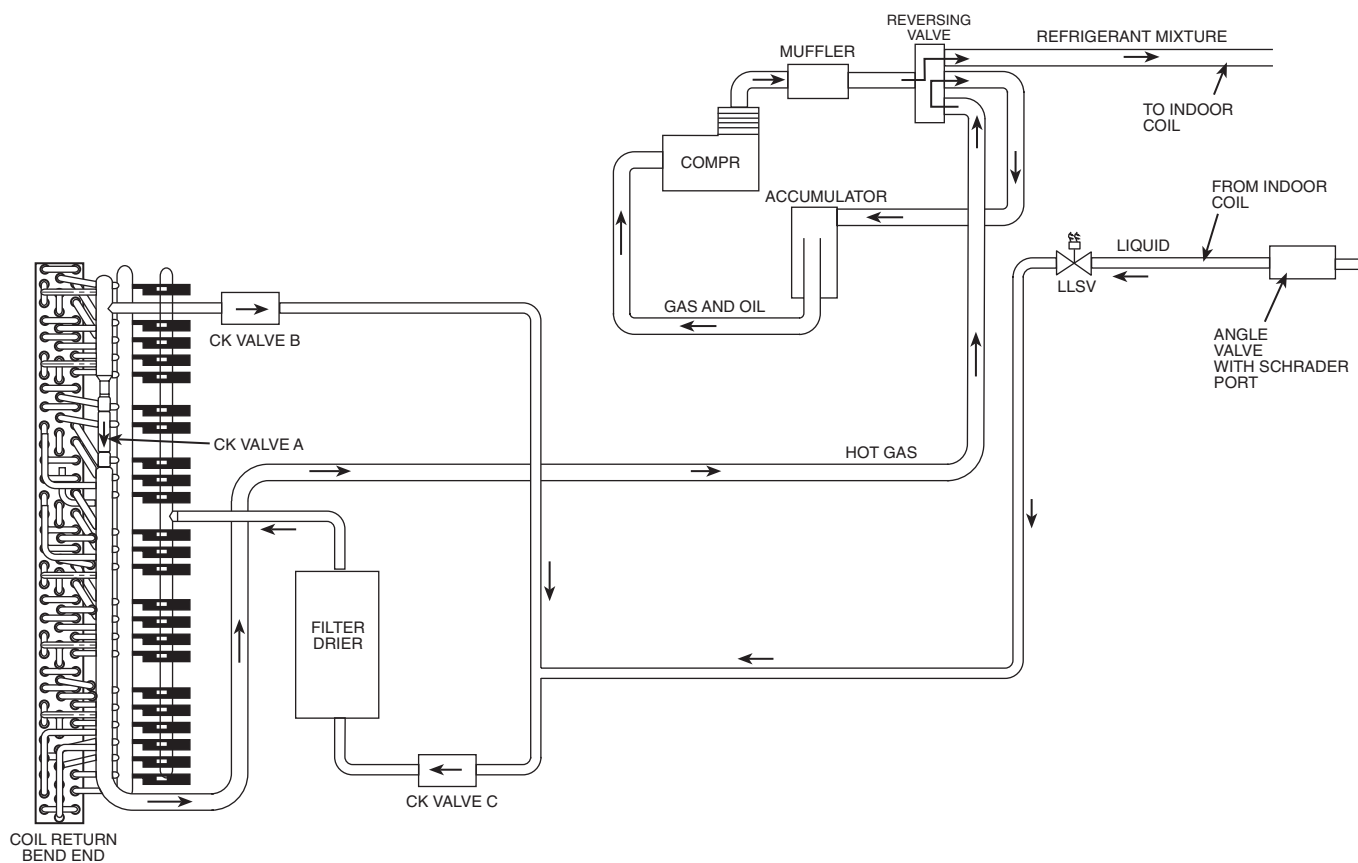 REVERSING
VALVE
REFRIGERANT MIXTURE
MUFFLER
TO INDOOR
COIL
COMPR
ACCUMULATOR
FROM INDOOR
COIL
LIQUID
LLSV
GAS AND OIL
ANGLE
VALVE
WITH SCHRADER
PORT
CK VALVE B
CK VALVE A
HOT GAS
FILTER
DRIER
CK VALVE C
COIL RETURN
BEND END